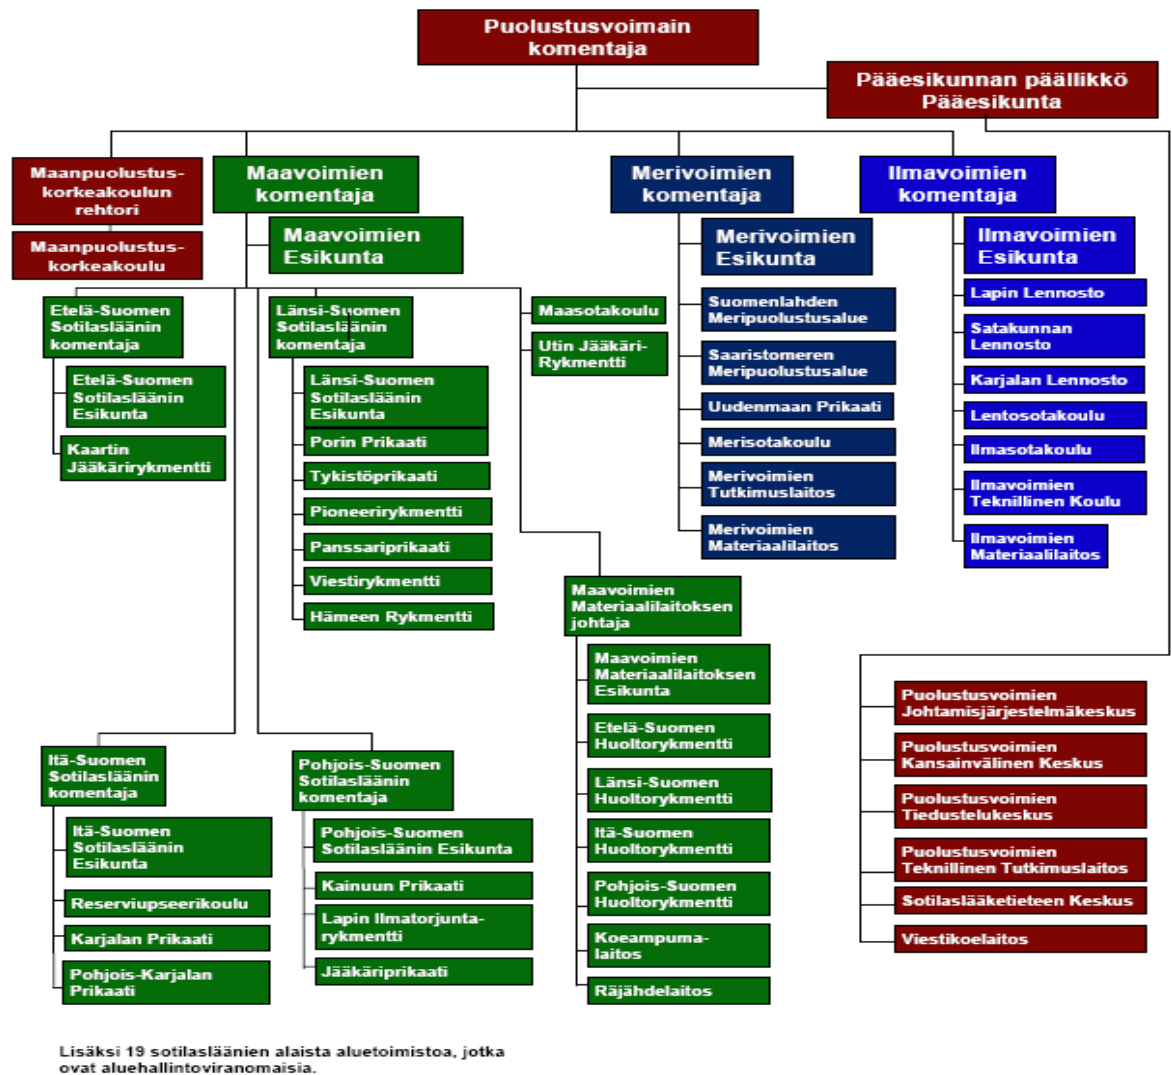 Puolustusvoimain
komentaja
Pääesikunnan päällikkö
Pääesikunta
Maanpuolustus-
korkeakoulun
rehtori
Maanpuolustus-
korkeakoulu
Maavoimien
komentaja
Maavoimien
Esikunta
Etelä-Suomen
Sotilasläänin
komentaja
Etelä-Suomen
Sotilasläänin
Esikunta
Kaartin
Jääkärirykmentti
Länsi-Suomen
Sotilasläänin
komentaja
Länsi-Suomen
Sotilasläänin
Esikunta
Porin Prikaati
Tykistöprikaati
Pioneerirykmentti
Panssariprikaati
Viestirykmentti
Hämeen Rykmentti
Maasotakoulu
Utin Jääkäri-
Rykmentti
Merivoimien
komentaja
Merivoimien
Esikunta
Suomenlahden
Meripuolustusalue
Saaristomeren
Meripuolustusalue
Uudenmaan Prikaati
Merisotakoulu
Merivoimien
Tutkimuslaitos
Merivoimien
Materiaalilaitos
Ilmavoimien
komentaja
Ilmavoimien
Esikunta
Lapin Lennosto
Satakunnan
Lennosto
Karjalan Lennosto
Lentosotakoulu
Ilmasotakoulu
Ilmavoimien
Teknillinen Koulu
Ilmavoimien
Materiaalilaitos
Itä-Suomen
Sotilasläänin
komentaja
Itä-Suomen
Sotilasläänin
Esikunta
Reserviupseerikoulu
Karjalan Prikaati
Pohjois-Karjalan
Prikaati
Pohjois-Suomen
Sotilasläänin
komentaja
Pohjois-Suomen
Sotilasläänin Esikunta
Kainuun Prikaati
Lapin Ilmatorjunta-
rykmentti
Jääkäriprikaati
Maavoimien
Materiaalilaitoksen
johtaja
Maavoimien
Materiaalilaitoksen
Esikunta
Etelä-Suomen
Huoltorykmentti
Länsi-Suomen
Huoltorykmentti
Itä-Suomen
Huoltorykmentti
Pohjois-Suomen
Huoltorykmentti
Koeampuma-
laitos
Räjähdelaitos
Puolustusvoimien
Johtamisjärjestelmäkeskus
Puolustusvoimien
Kansainvälinen Keskus
Puolustusvoimien
Tiedustelukeskus
Puolustusvoimien
Teknillinen Tutkimuslaitos
Sotilaslääketieteen Keskus
Viestikoelaitos
Lisäksi 19 sotilasläänien alaista aluetoimistoa, jotka
ovat aluehallintoviranomaisia.